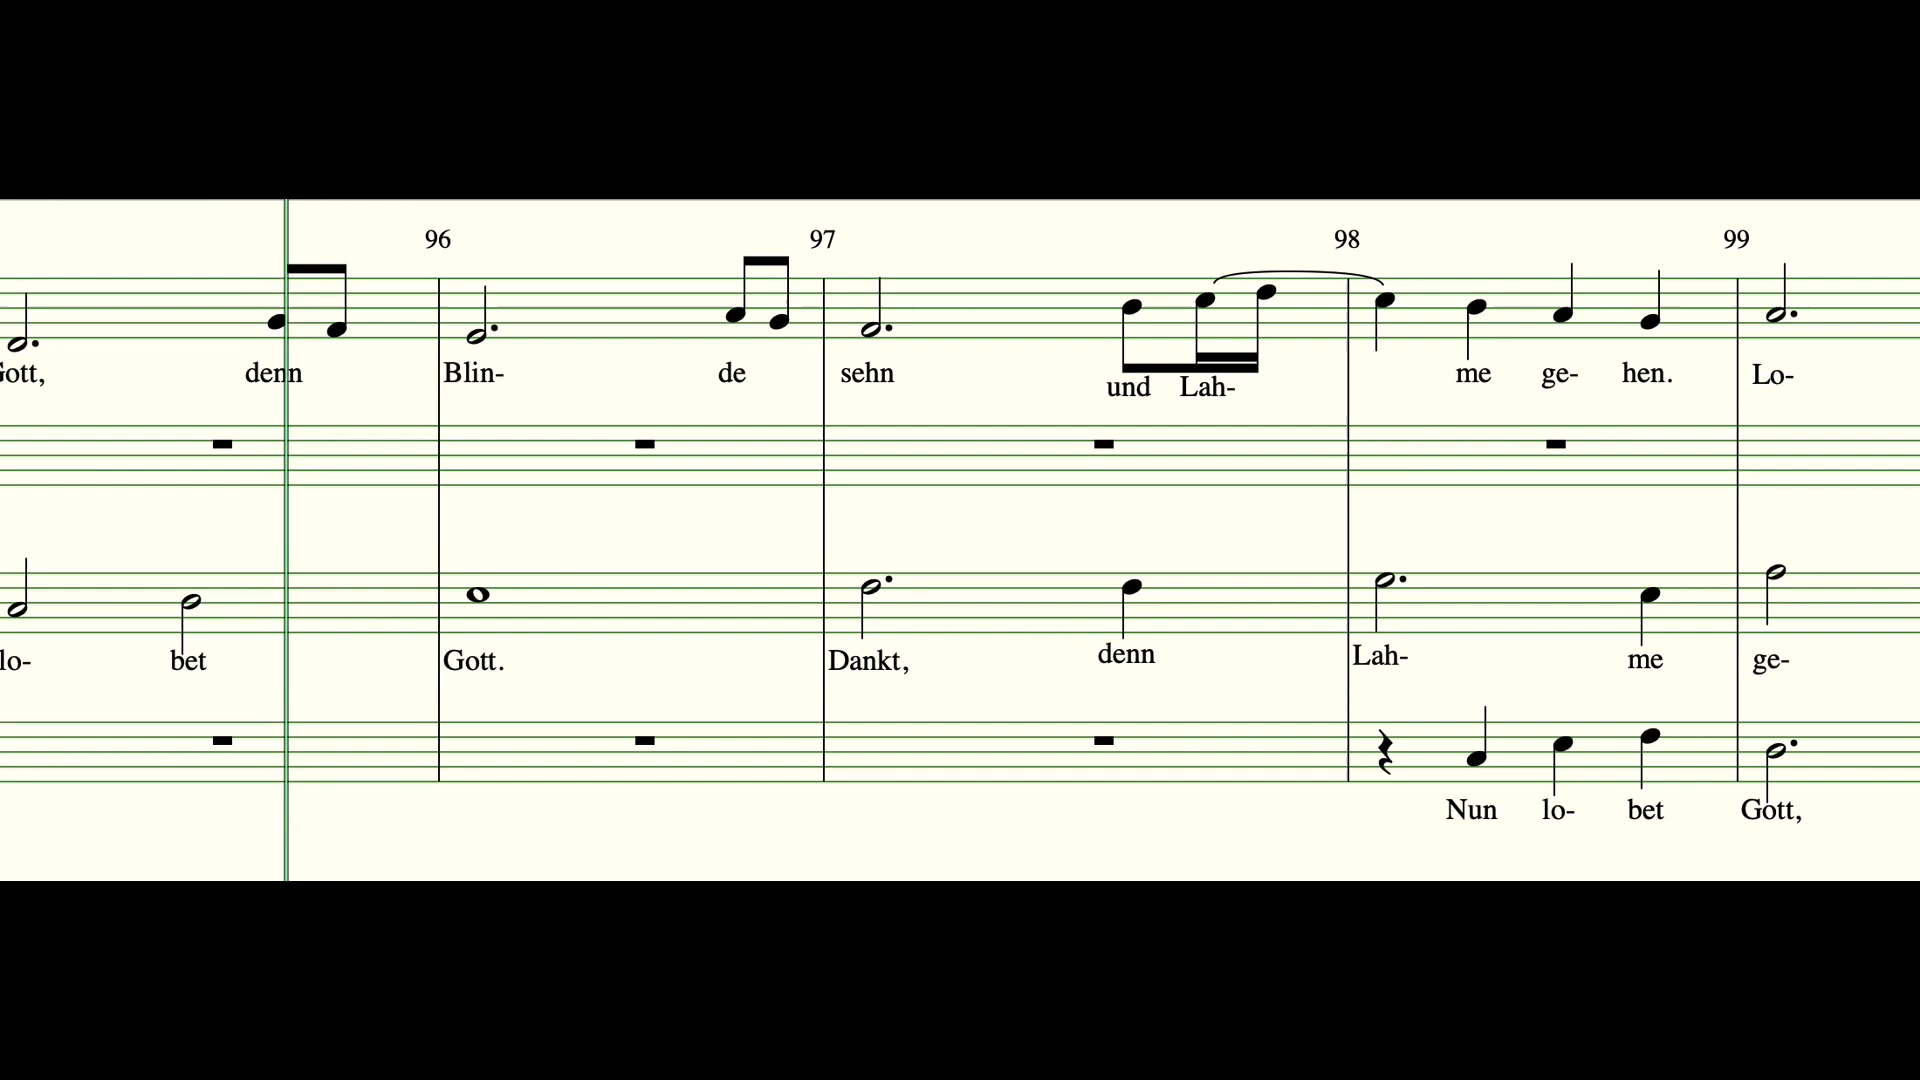 96 97 98 99
Gott, denn Blin- de sehn und Lah- me ge- hen. Lo-
lo- bet Gott. Dankt, denn Lah- me ge-
Nun lo- bet Gott,